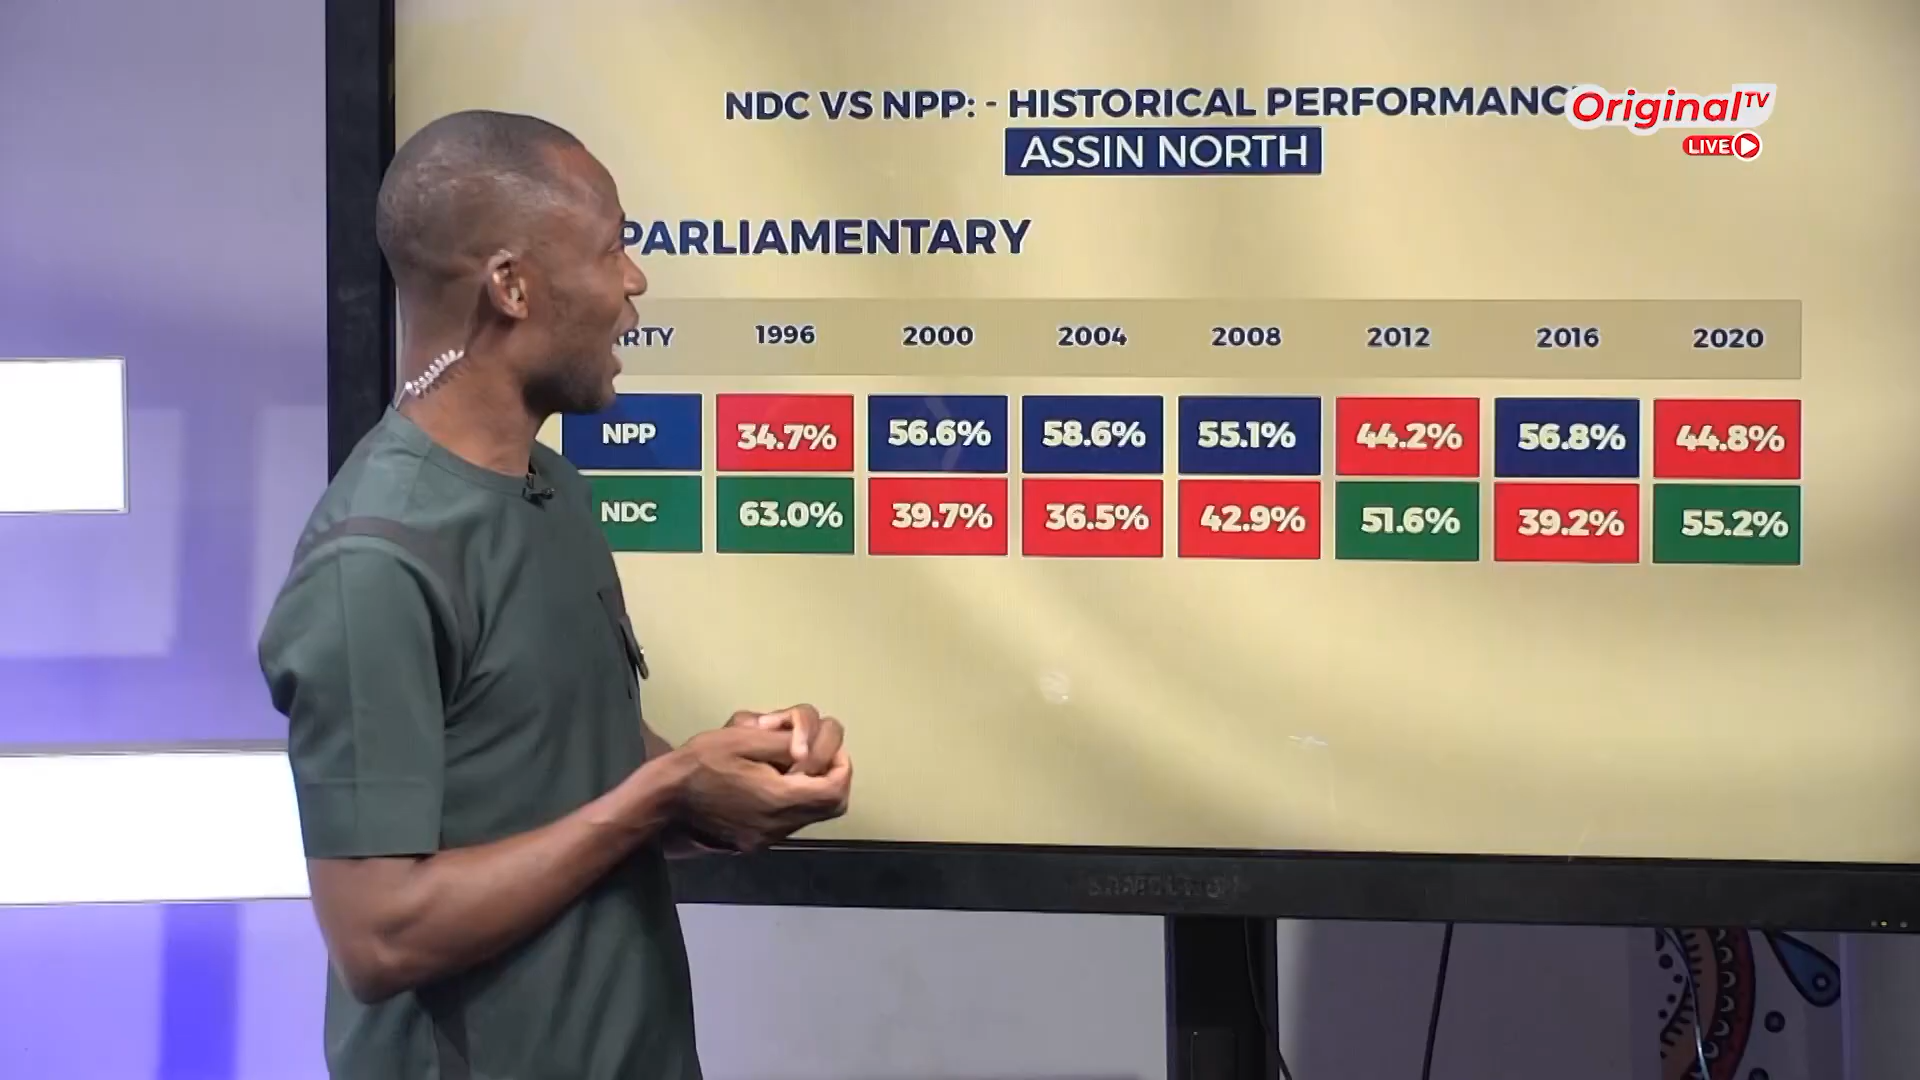 NDC VS NPP: - HISTORICAL PERFORMANC
Original TV
LIVE
ASSIN NORTH
PARLIAMENTARY
RTY 1996 2000 2004 2008 2012 2016 2020
NPP 34.7% 56.6% 58.6% 55.1% 44.2% 56.8% 44.8%
NDC 63.0% 39.7% 36.5% 42.9% 51.6% 39.2% 55.2%